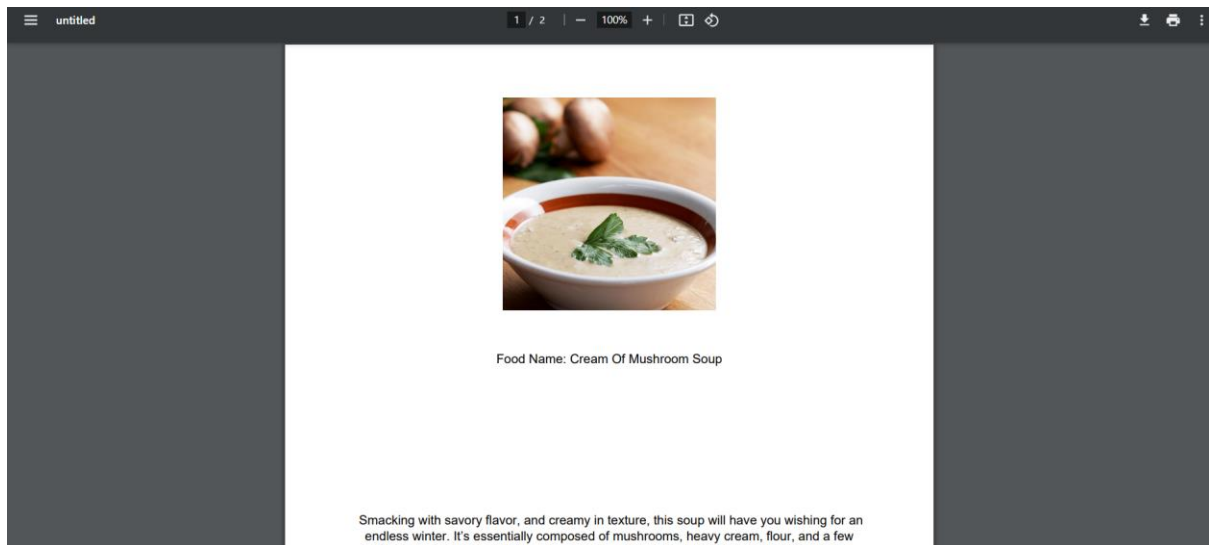 untitled
1 / 2
100%
Food Name: Cream Of Mushroom Soup
Smacking with savory flavor, and creamy in texture, this soup will have you wishing for an
endless winter. It's essentially composed of mushrooms, heavy cream, flour, and a few